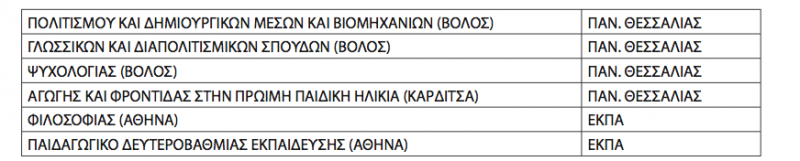 ΠΟΛΙΤΙΣΜΟΥ ΚΑΙ ΔΗΜΙΟΥΡΓΙΚΩΝ ΜΕΣΩΝ ΚΑΙ ΒΙΟΜΗΧΑΝΙΩΝ (ΒΟΛΟΣ) ΠΑΝ. ΘΕΣΣΑΛΙΑΣ
ΓΛΩΣΣΙΚΩΝ ΚΑΙ ΔΙΑΠΟΛΙΤΙΣΜΙΚΩΝ ΣΠΟΥΔΩΝ (ΒΟΛΟΣ) ΠΑΝ. ΘΕΣΣΑΛΙΑΣ
ΨΥΧΟΛΟΓΙΑΣ (ΒΟΛΟΣ) ΠΑΝ. ΘΕΣΣΑΛΙΑΣ
ΑΓΩΓΗΣ ΚΑΙ ΦΡΟΝΤΙΔΑΣ ΣΤΗΝ ΠΡΩΙΜΗ ΠΑΙΔΙΚΗ ΗΛΙΚΙΑ (ΚΑΡΔΙΤΣΑ) ΠΑΝ. ΘΕΣΣΑΛΙΑΣ
ΦΙΛΟΣΟΦΙΑΣ (ΑΘΗΝΑ) ΕΚΠΑ
ΠΑΙΔΑΓΩΓΙΚΟ ΔΕΥΤΕΡΟΒΑΘΜΙΑΣ ΕΚΠΑΙΔΕΥΣΗΣ (ΑΘΗΝΑ) ΕΚΠΑ